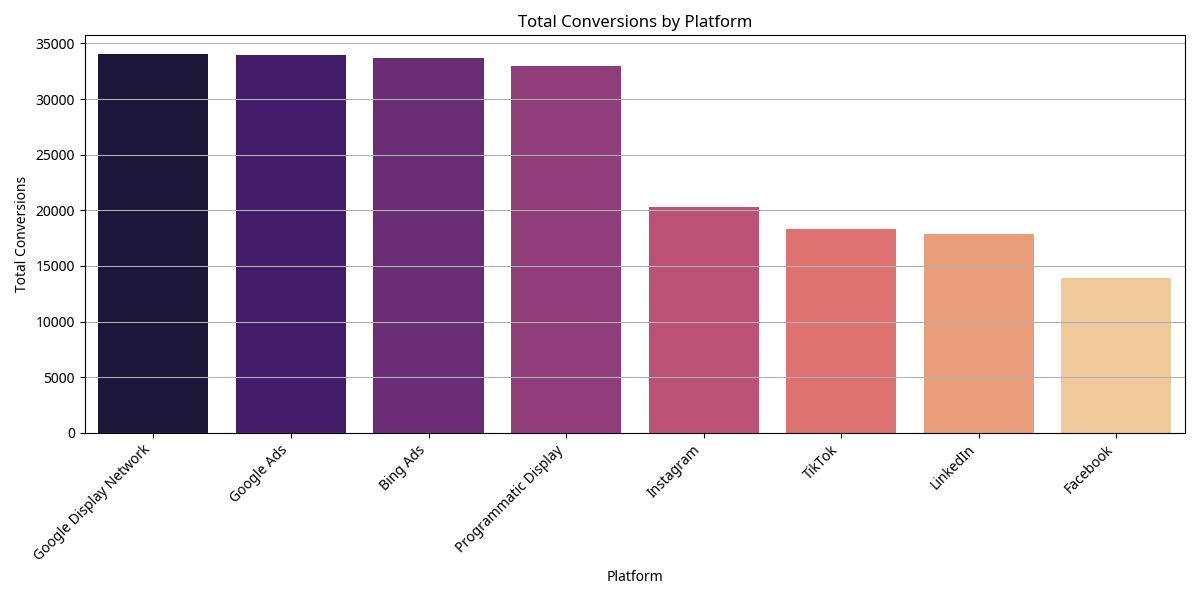 Total Conversions by Platform
Total Conversions
35000
30000
25000
20000
15000
10000
5000
0
Google Display Network
Google Ads
Bing Ads
Programmatic Display
Instagram
TikTok
LinkedIn
Facebook
Platform